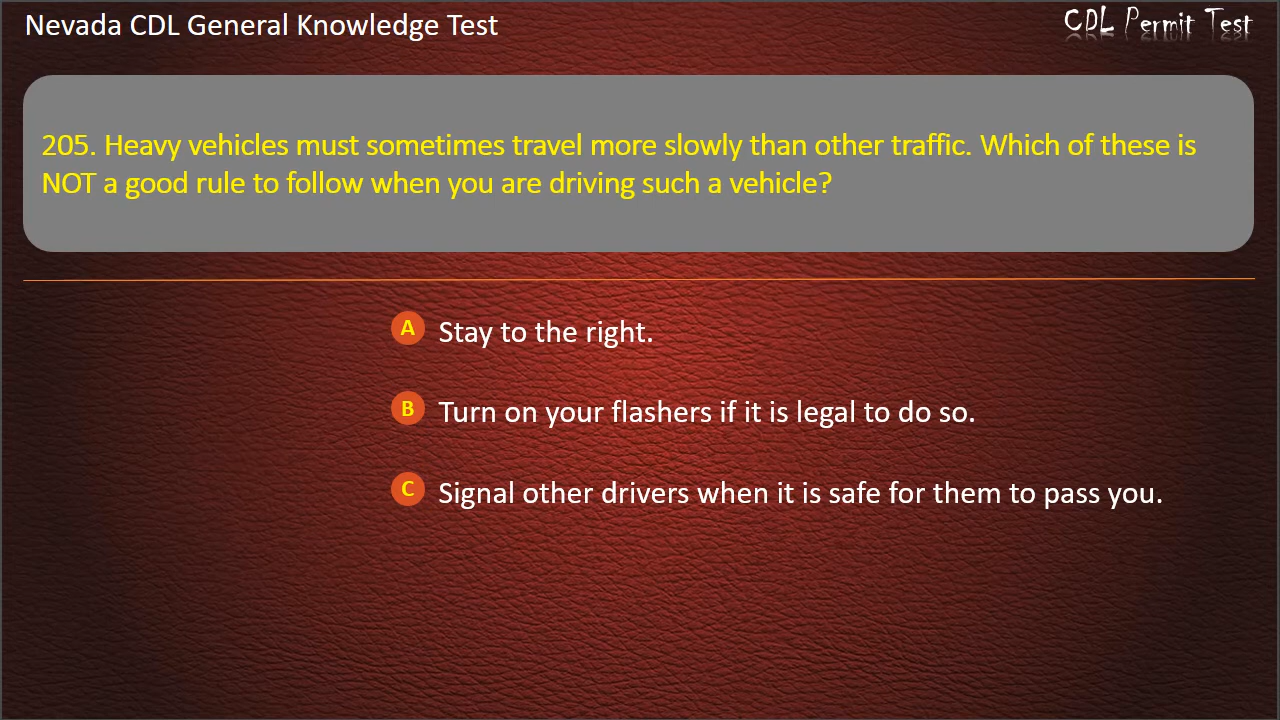 Nevada CDL General Knowledge Test
CDL Permit Test
205. Heavy vehicles must sometimes travel more slowly than other traffic. Which of these is
NOT a good rule to follow when you are driving such a vehicle?
A Stay to the right.
B Turn on your flashers if it is legal to do so.
C Signal other drivers when it is safe for them to pass you.